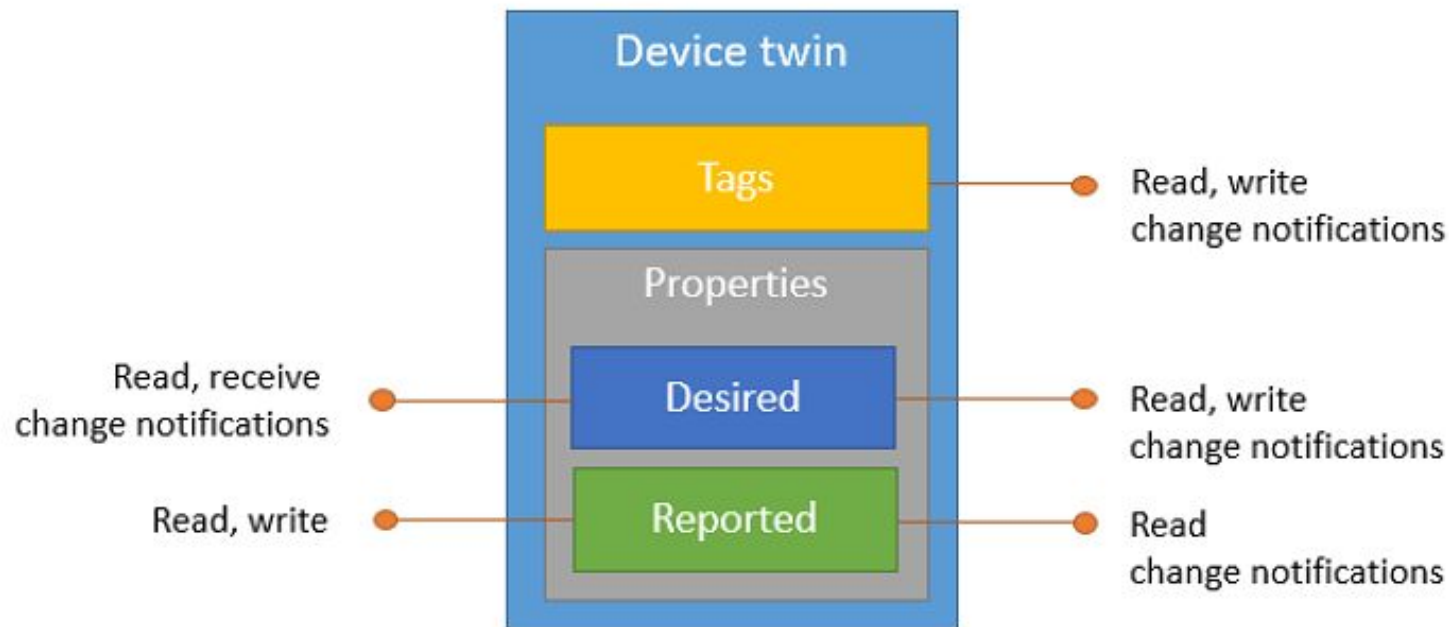 Device twin
Tags
Read, write
change notifications
Properties
Read, receive
change notifications
Desired
Read, write
change notifications
Read, write
Reported
Read
change notifications